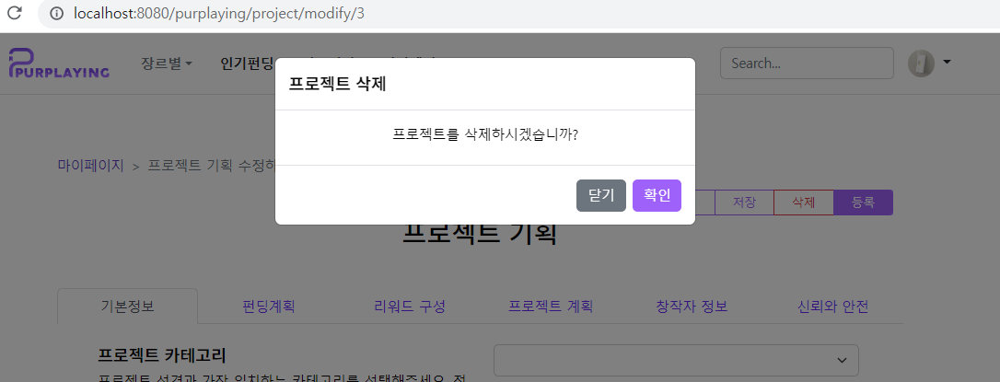 localhost:8080/purplaying/project/modify/3
PURPLAYING
장르별
인기펀딩
Search...
프로젝트 삭제
프로젝트를 삭제하시겠습니까?
닫기
확인
마이페이지 > 프로젝트 기획 수정하
저장
삭제
등록
프로젝트 기획
기본정보
펀딩계획
리워드 구성
프로젝트 계획
창작자 정보
신뢰와 안전
프로젝트 카테고리
프로젝트 성격과 가장 일치하는 카테고리를 선택해주세요. 적